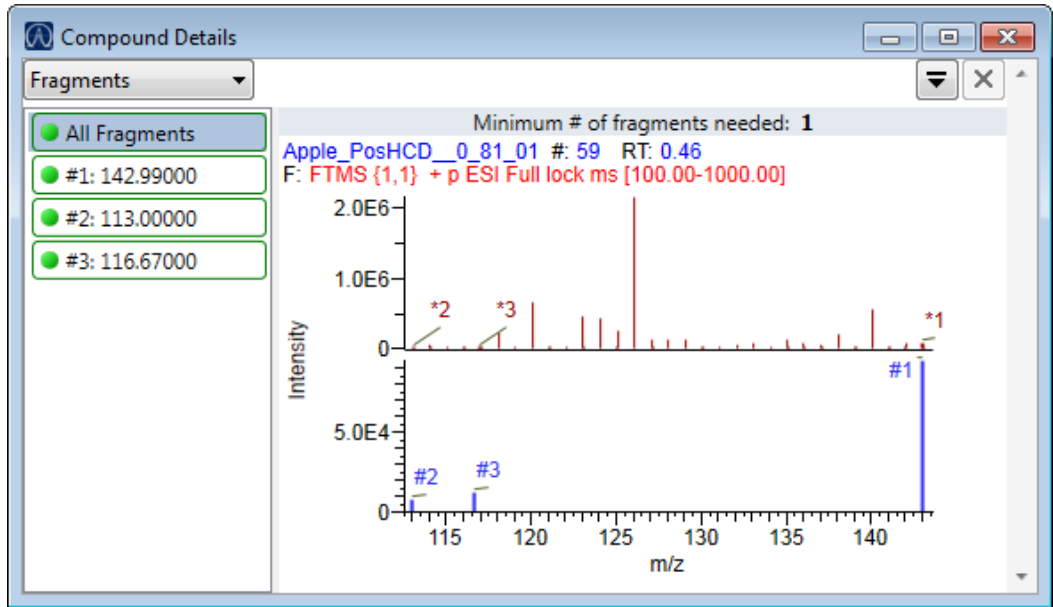 Compound Details
Fragments
All Fragments
#1: 142.99000
#2: 113.00000
#3: 116.67000
Minimum # of fragments needed: 1
Apple_PosHCD__0_81_01 #: 59 RT: 0.46
F: FTMS {1,1} + p ESI Full lock ms [100.00-1000.00]
2.0E6
1.0E6
0
*2 *3 *1
Intensity
5.0E4
0
#2 #3 #1
115 120 125 130 135 140
m/z